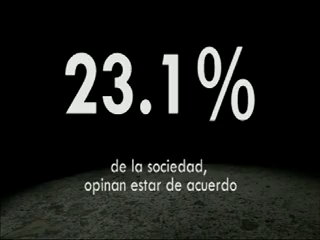 23.1%
de la sociedad,
opinan estar de acuerdo